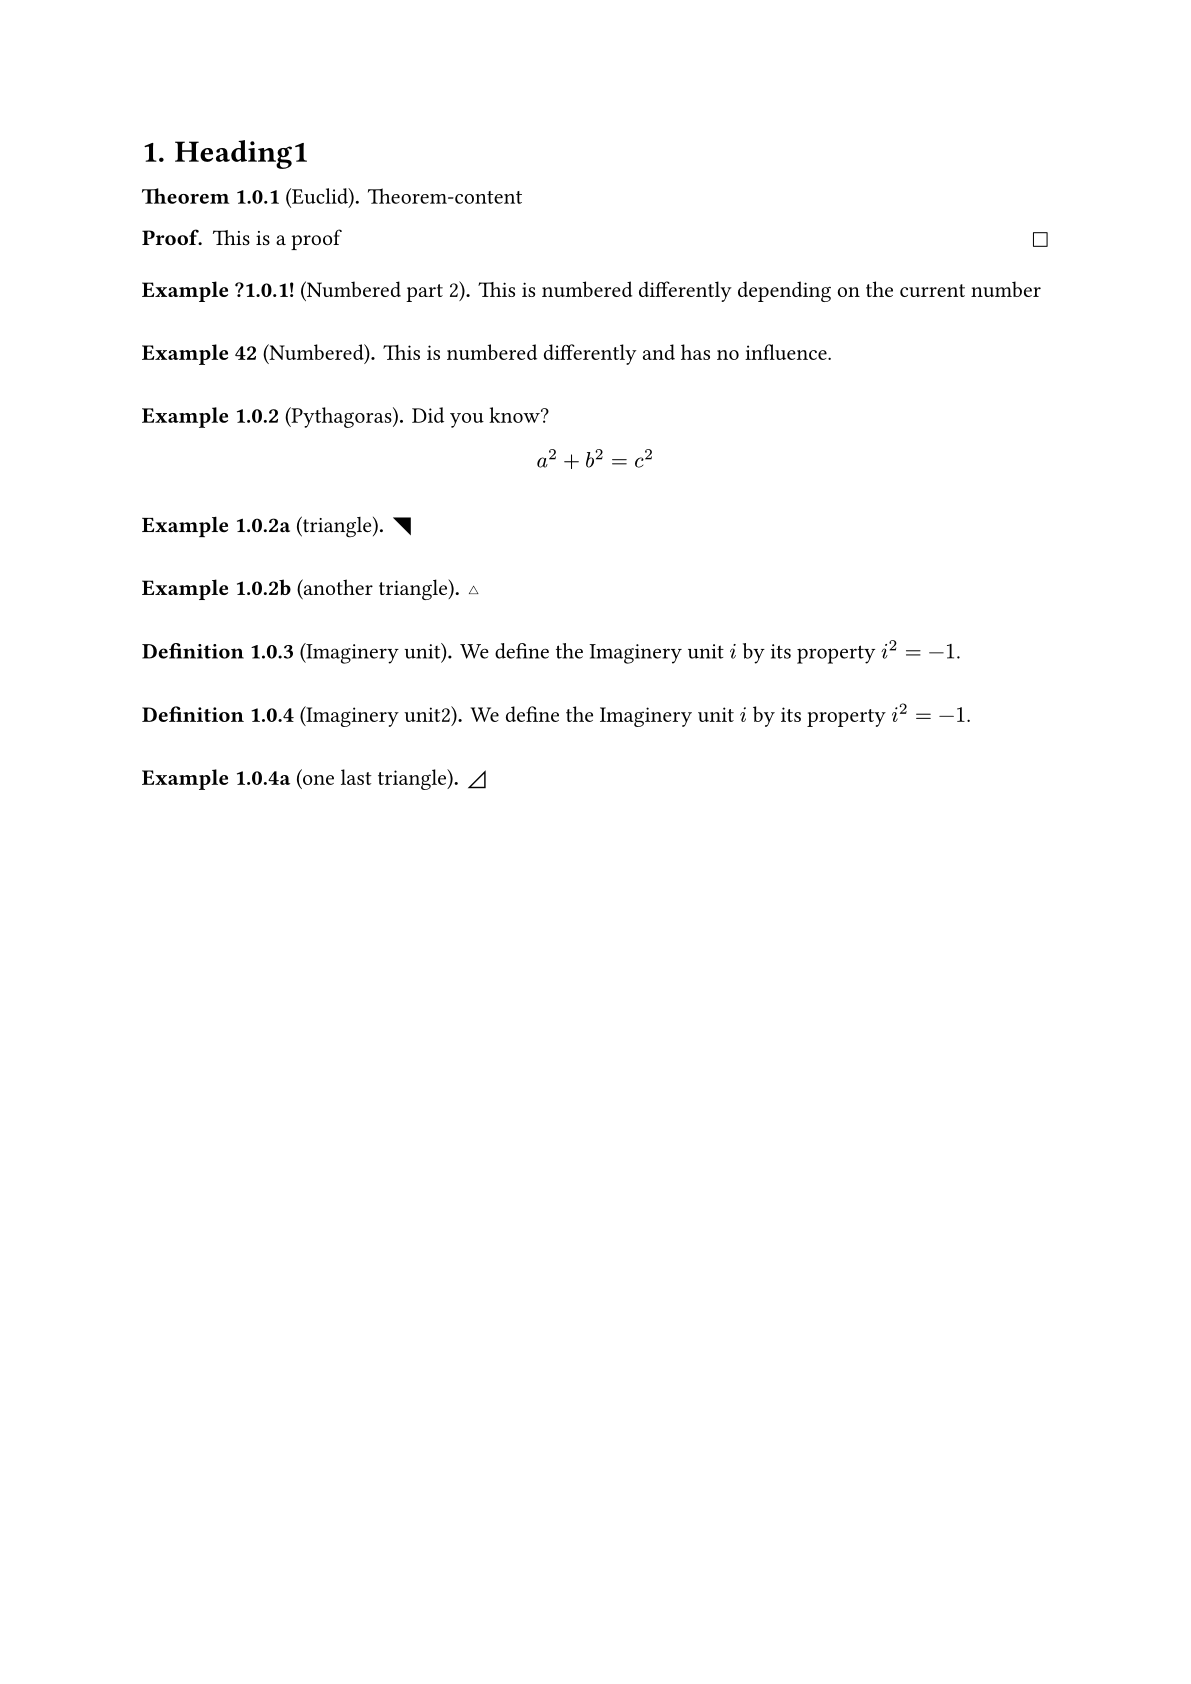 1. Heading1
Theorem 1.0.1 (Euclid). Theorem-content
Proof. This is a proof □
Example ?1.0.1! (Numbered part 2). This is numbered differently depending on the current number
Example 42 (Numbered). This is numbered differently and has no influence.
Example 1.0.2 (Pythagoras). Did you know?
a² + b² = c²
Example 1.0.2a (triangle). ◥
Example 1.0.2b (another triangle). ▵
Definition 1.0.3 (Imaginery unit). We define the Imaginery unit i by its property i² = −1.
Definition 1.0.4 (Imaginery unit2). We define the Imaginery unit i by its property i² = −1.
Example 1.0.4a (one last triangle). ◿